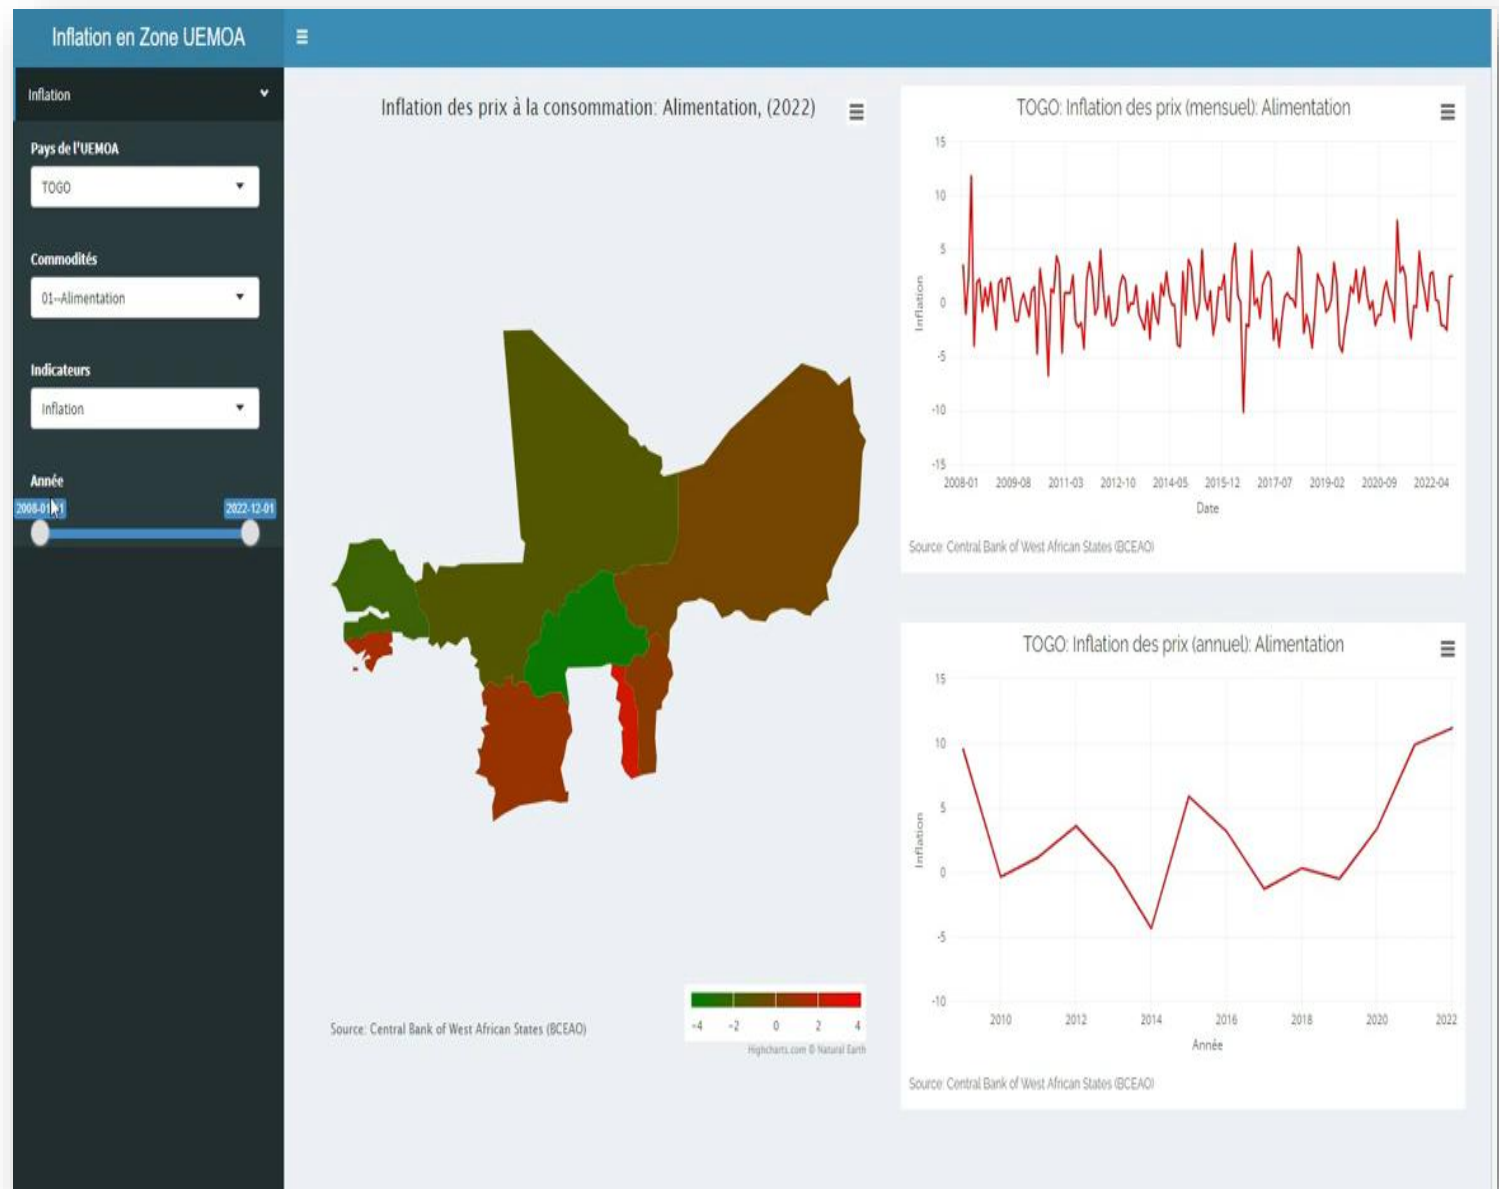 Inflation en Zone UEMOA
Inflation
Pays de l'UEMOA
TOGO
Commodités
01--Alimentation
Indicateurs
Inflation
Année
2022-12-01
Inflation des prix à la consommation: Alimentation, (2022)
-4 -2 0 2 4
Source: Central Bank of West African States (BCEAO)
Highcharts.com © Natural Earth
TOGO: Inflation des prix (mensuel): Alimentation
15
10
5
0
-5
-10
-15
Inflation
2008-01 2009-08 2011-03 2012-10 2014-05 2015-12 2017-07 2019-02 2020-09 2022-04
Date
Source: Central Bank of West African States (BCEAO)
TOGO: Inflation des prix (annuel): Alimentation
15
10
5
0
-5
-10
Inflation
2010 2012 2014 2016 2018 2020 2022
Année
Source: Central Bank of West African States (BCEAO)